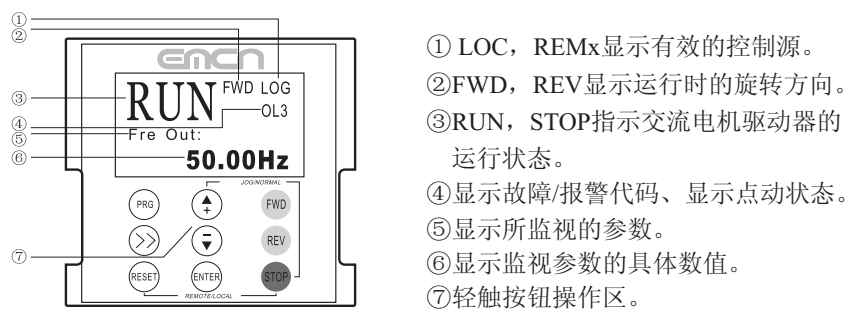 ①
②
③
④
⑤
⑥
⑦
EMCN
RUN FWD LOG
OL3
Fre Out:
50.00Hz
JOG/NORMAL
PRG + FWD
>> − REV
RESET ENTER STOP
REMOTE/LOCAL
① LOC，REMx显示有效的控制源。
②FWD，REV显示运行时的旋转方向。
③RUN，STOP指示交流电机驱动器的
运行状态。
④显示故障/报警代码、显示点动状态。
⑤显示所监视的参数。
⑥显示监视参数的具体数值。
⑦轻触按钮操作区。